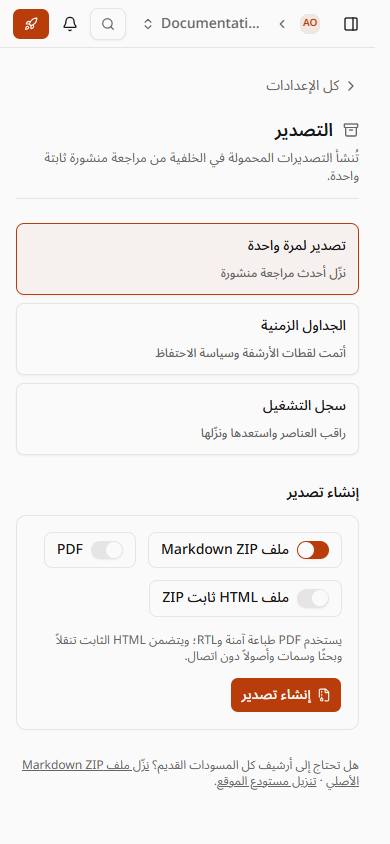 AO
Documentati...
كل الإعدادات
التصدير
تُنشأ التصديرات المحمولة في الخلفية من مراجعة منشورة ثابتة
واحدة.
تصدير لمرة واحدة
نزّل أحدث مراجعة منشورة
الجداول الزمنية
أتمت لقطات الأرشفة وسياسة الاحتفاظ
سجل التشغيل
راقب العناصر واستعدها ونزّلها
إنشاء تصدير
ملف Markdown ZIP
PDF
ملف HTML ثابت ZIP
يستخدم PDF طباعة آمنة وRTL؛ ويتضمن HTML الثابت تنقلاً
وبحثًا وسمات وأصولاً دون اتصال.
إنشاء تصدير
هل تحتاج إلى أرشيف كل المسودات القديم؟ نزّل ملف Markdown ZIP
الأصلي · تنزيل مستودع الموقع.